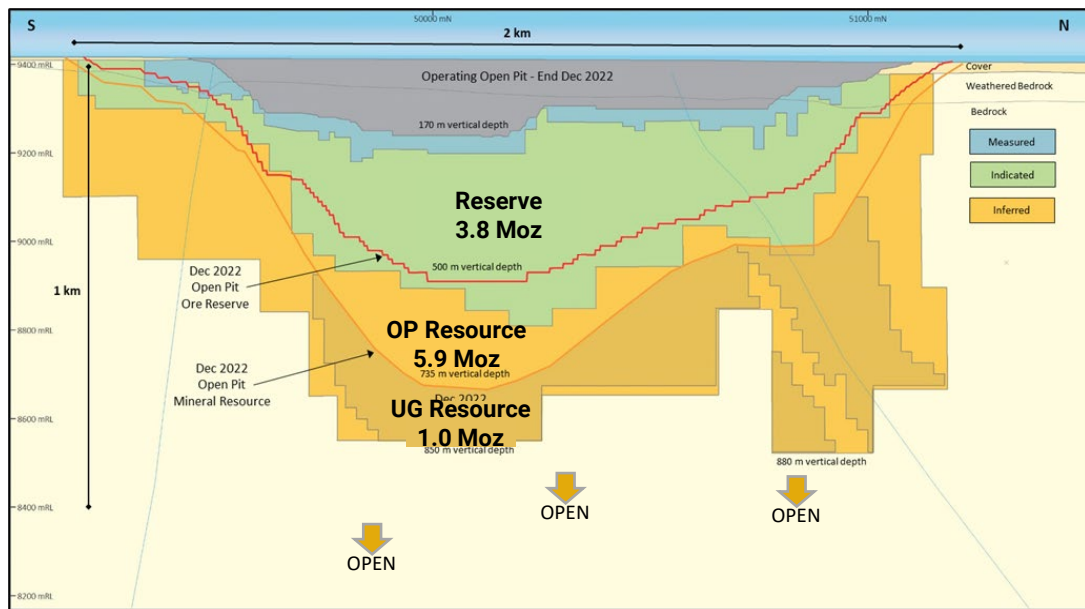 50000 mN
51000 mN
S
N
2 km
9400 mRL
Cover
Operating Open Pit - End Dec 2022
Weathered Bedrock
Bedrock
170 m vertical depth
Measured
9200 mRL
Indicated
Reserve
3.8 Moz
Inferred
9000 mRL
500 m vertical depth
Dec 2022
Open Pit
Ore Reserve
1 km
8800 mRL
OP Resource
5.9 Moz
Dec 2022
Open Pit
Mineral Resource
735 m vertical depth
Dec 2022
UG Resource
1.0 Moz
8600 mRL
850 m vertical depth
880 m vertical depth
8400 mRL
OPEN
OPEN
OPEN
8200 mRL